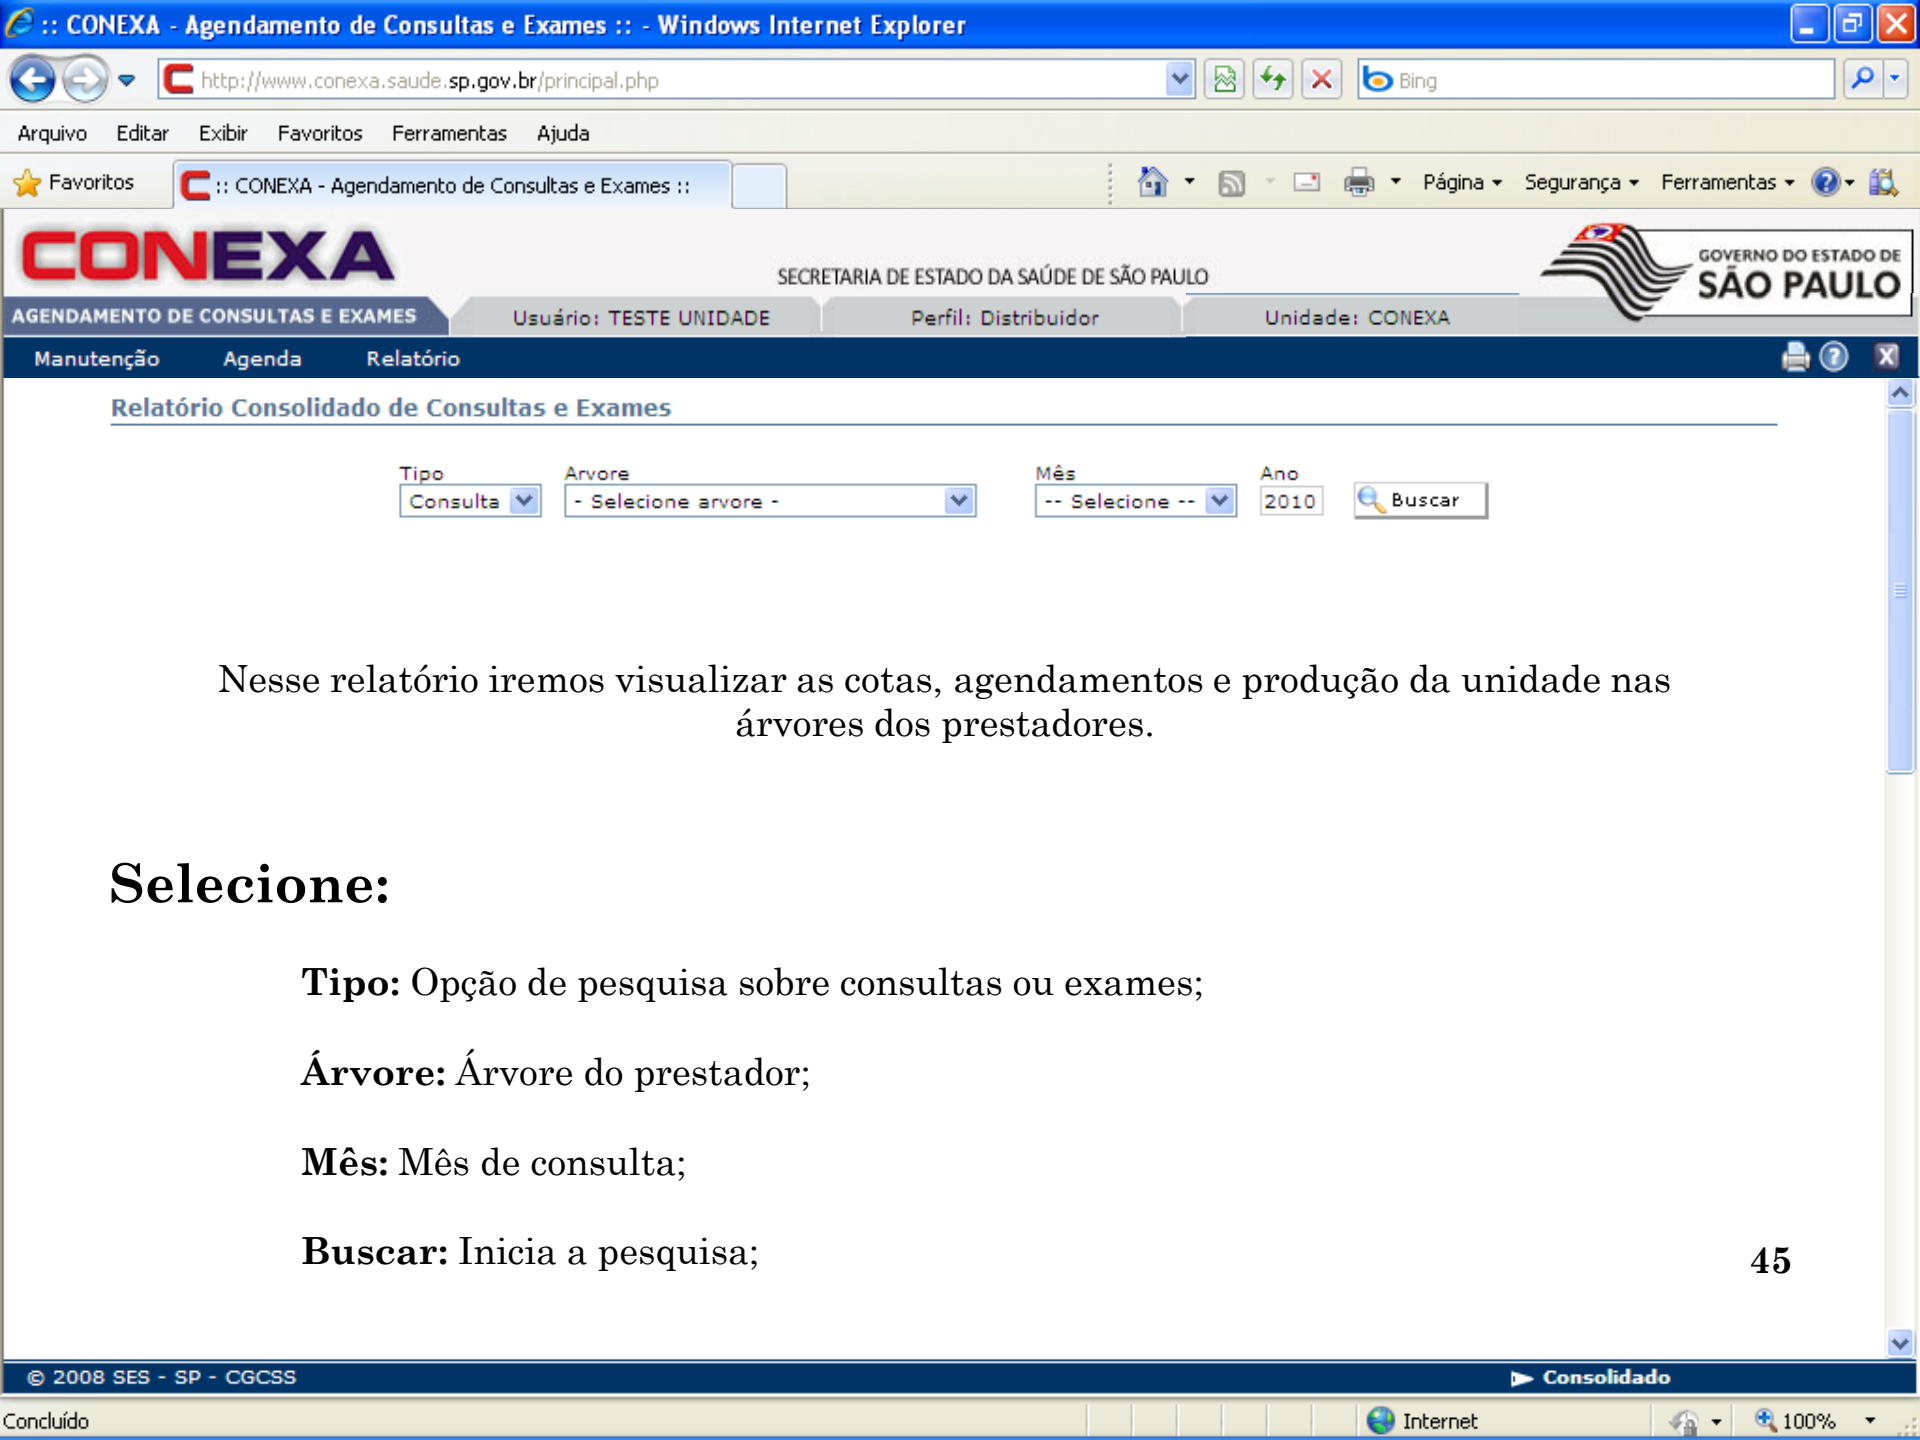 :: CONEXA - Agendamento de Consultas e Exames :: - Windows Internet Explorer
http://www.conexa.saude.sp.gov.br/principal.php
Bing
Arquivo Editar Exibir Favoritos Ferramentas Ajuda
Favoritos
:: CONEXA - Agendamento de Consultas e Exames ::
Página Segurança Ferramentas
CONEXA
SECRETARIA DE ESTADO DA SAÚDE DE SÃO PAULO
GOVERNO DO ESTADO DE
SÃO PAULO
AGENDAMENTO DE CONSULTAS E EXAMES
Usuário: TESTE UNIDADE
Perfil: Distribuidor
Unidade: CONEXA
Manutenção Agenda Relatório
Relatório Consolidado de Consultas e Exames
Tipo Arvore Mês Ano
Consulta - Selecione arvore - -- Selecione -- 2010 Buscar
Nesse relatório iremos visualizar as cotas, agendamentos e produção da unidade nas
árvores dos prestadores.
Selecione:
Tipo: Opção de pesquisa sobre consultas ou exames;
Árvore: Árvore do prestador;
Mês: Mês de consulta;
Buscar: Inicia a pesquisa;
45
© 2008 SES - SP - CGCSS
Consolidado
Concluído
Internet
100%